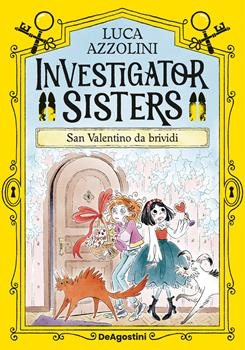 LUCA
AZZOLINI
INVESTIGATOR
SISTERS
San Valentino da brividi
DeAGOSTINI